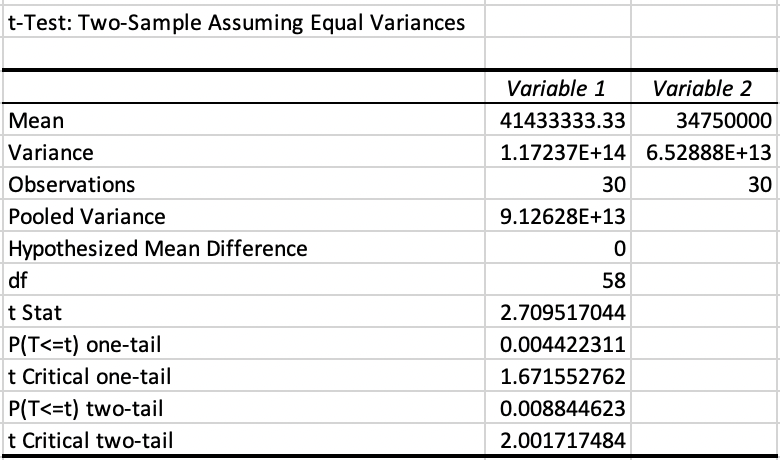 t-Test: Two-Sample Assuming Equal Variances
Variable 1 Variable 2
Mean 41433333.33 34750000
Variance 1.17237E+14 6.52888E+13
Observations 30 30
Pooled Variance 9.12628E+13
Hypothesized Mean Difference 0
df 58
t Stat 2.709517044
P(T<=t) one-tail 0.004422311
t Critical one-tail 1.671552762
P(T<=t) two-tail 0.008844623
t Critical two-tail 2.001717484